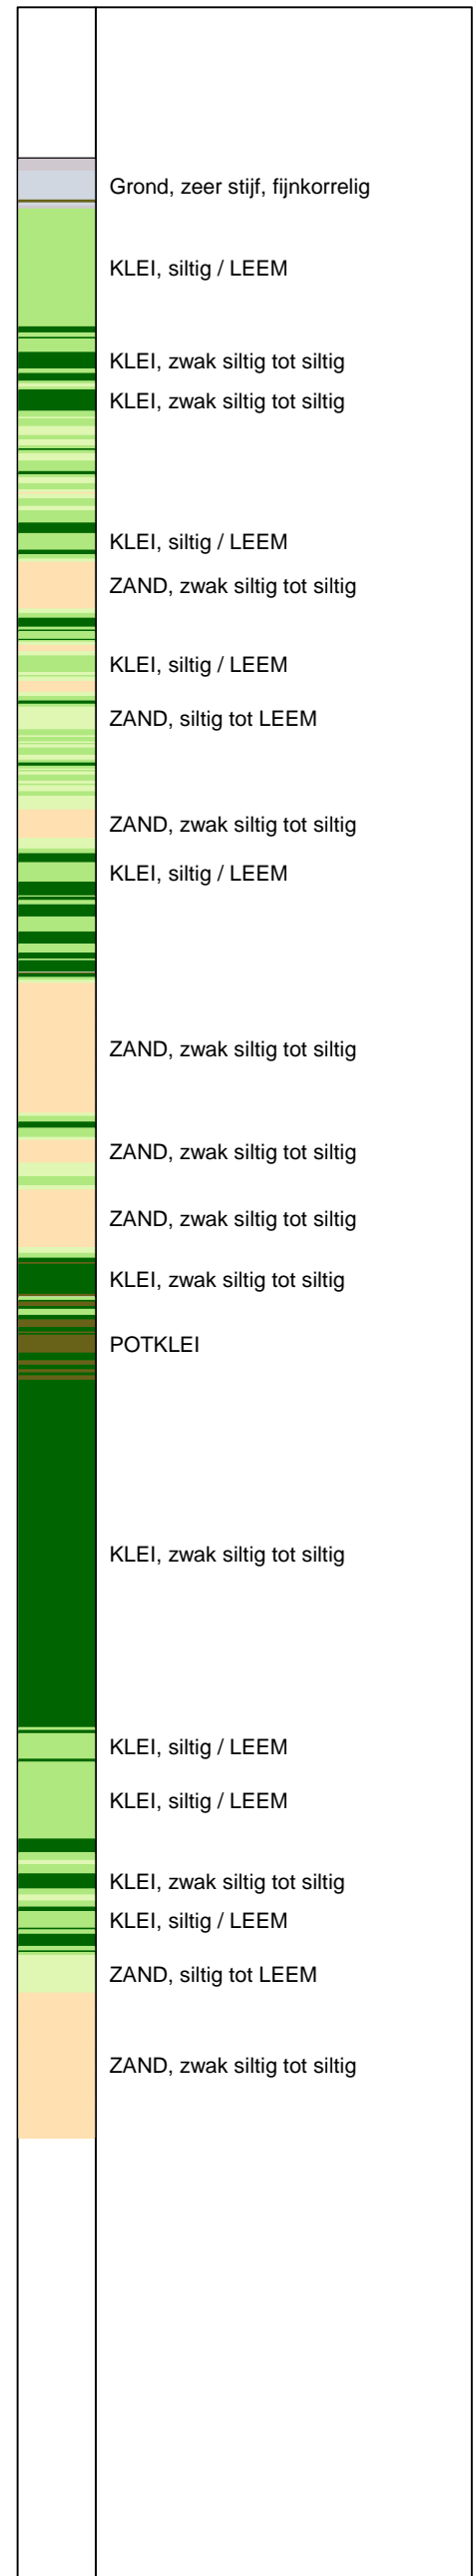 Grond, zeer stijf, fijnkorrelig
KLEI, siltig / LEEM
KLEI, zwak siltig tot siltig
KLEI, zwak siltig tot siltig
KLEI, siltig / LEEM
ZAND, zwak siltig tot siltig
KLEI, siltig / LEEM
ZAND, siltig tot LEEM
ZAND, zwak siltig tot siltig
KLEI, siltig / LEEM
ZAND, zwak siltig tot siltig
ZAND, zwak siltig tot siltig
ZAND, zwak siltig tot siltig
KLEI, zwak siltig tot siltig
POTKLEI
KLEI, zwak siltig tot siltig
KLEI, siltig / LEEM
KLEI, siltig / LEEM
KLEI, zwak siltig tot siltig
KLEI, siltig / LEEM
ZAND, siltig tot LEEM
ZAND, zwak siltig tot siltig